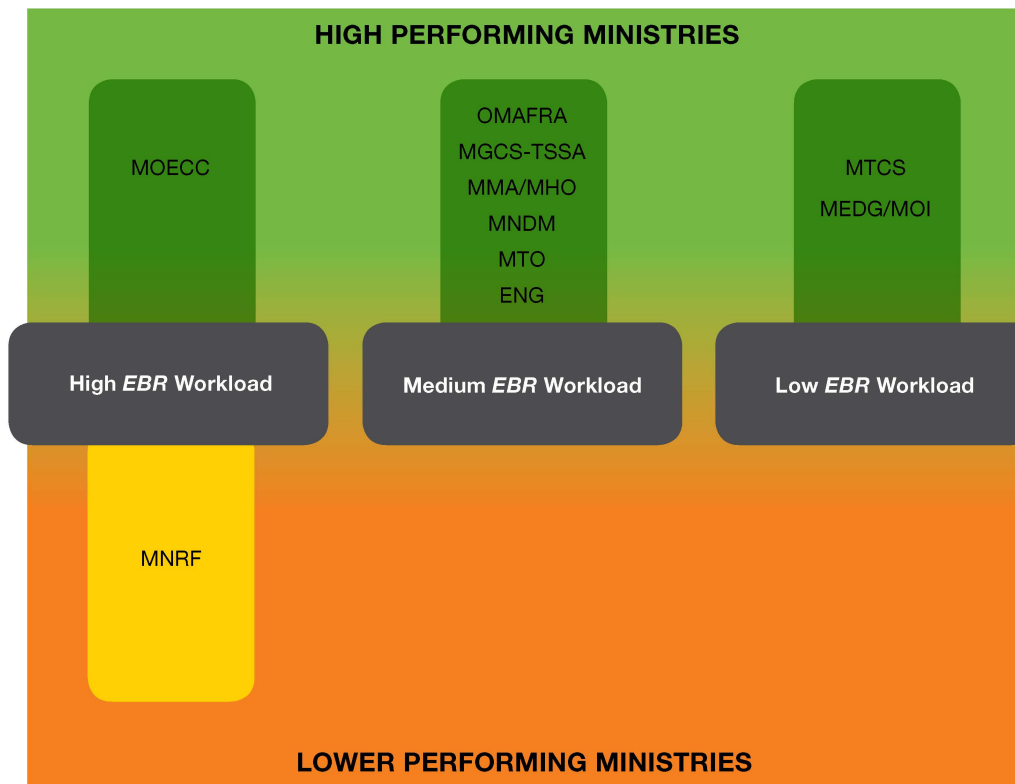 HIGH PERFORMING MINISTRIES
MOECC
OMAFRA
MGCS-TSSA
MMA/MHO
MNDM
MTO
ENG
MTCS
MEDG/MOI
High EBR Workload
Medium EBR Workload
Low EBR Workload
MNRF
LOWER PERFORMING MINISTRIES